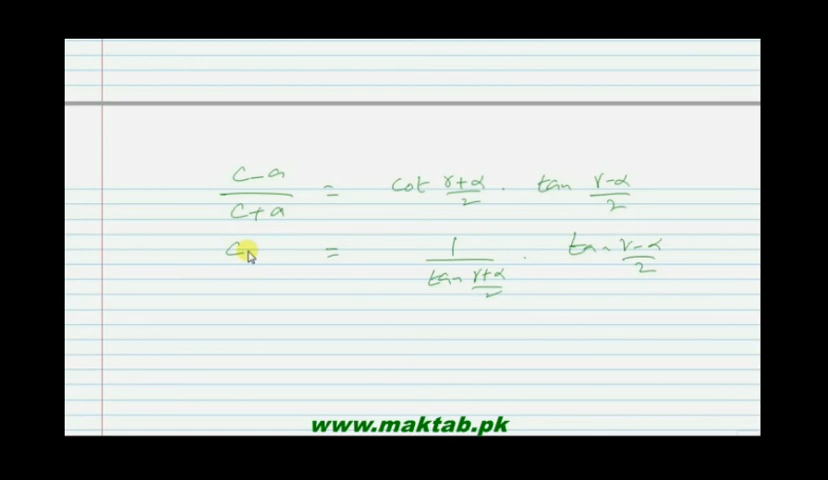 c-a/c+a = cot γ+α/2 . tan γ-α/2
c = 1/tan γ+α/2 . tan γ-α/2
www.maktab.pk